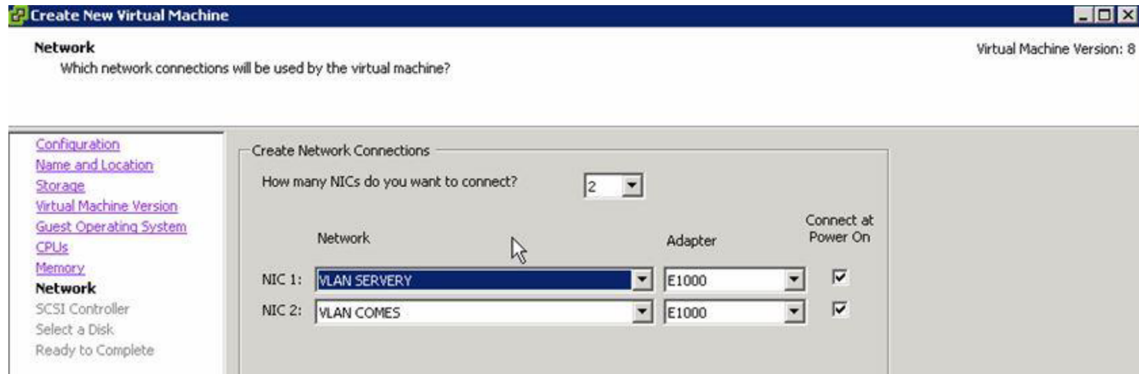 Create New Virtual Machine
Network
Virtual Machine Version: 8
Which network connections will be used by the virtual machine?
Configuration
Name and Location
Storage
Virtual Machine Version
Guest Operating System
CPUs
Memory
Network
SCSI Controller
Select a Disk
Ready to Complete
Create Network Connections
How many NICs do you want to connect? 2
Network Adapter Connect at Power On
NIC 1: VLAN SERVERY E1000
NIC 2: VLAN COMES E1000